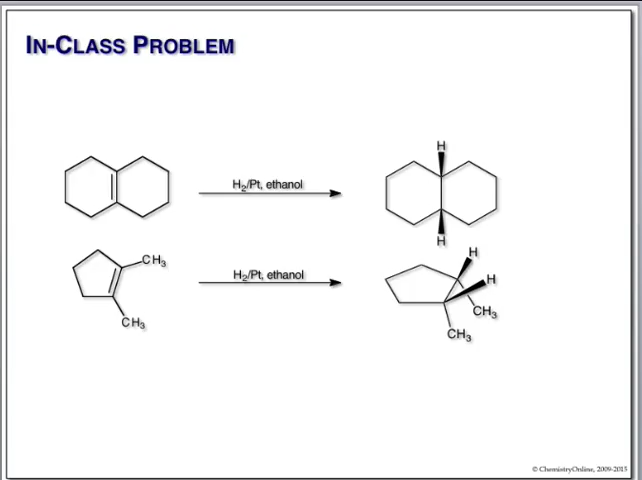 IN-CLASS PROBLEM
H
H₂/Pt, ethanol
H
CH₃
H₂/Pt, ethanol
H
H
CH₃
CH₃
CH₃
© ChemistryOnline, 2009-2015